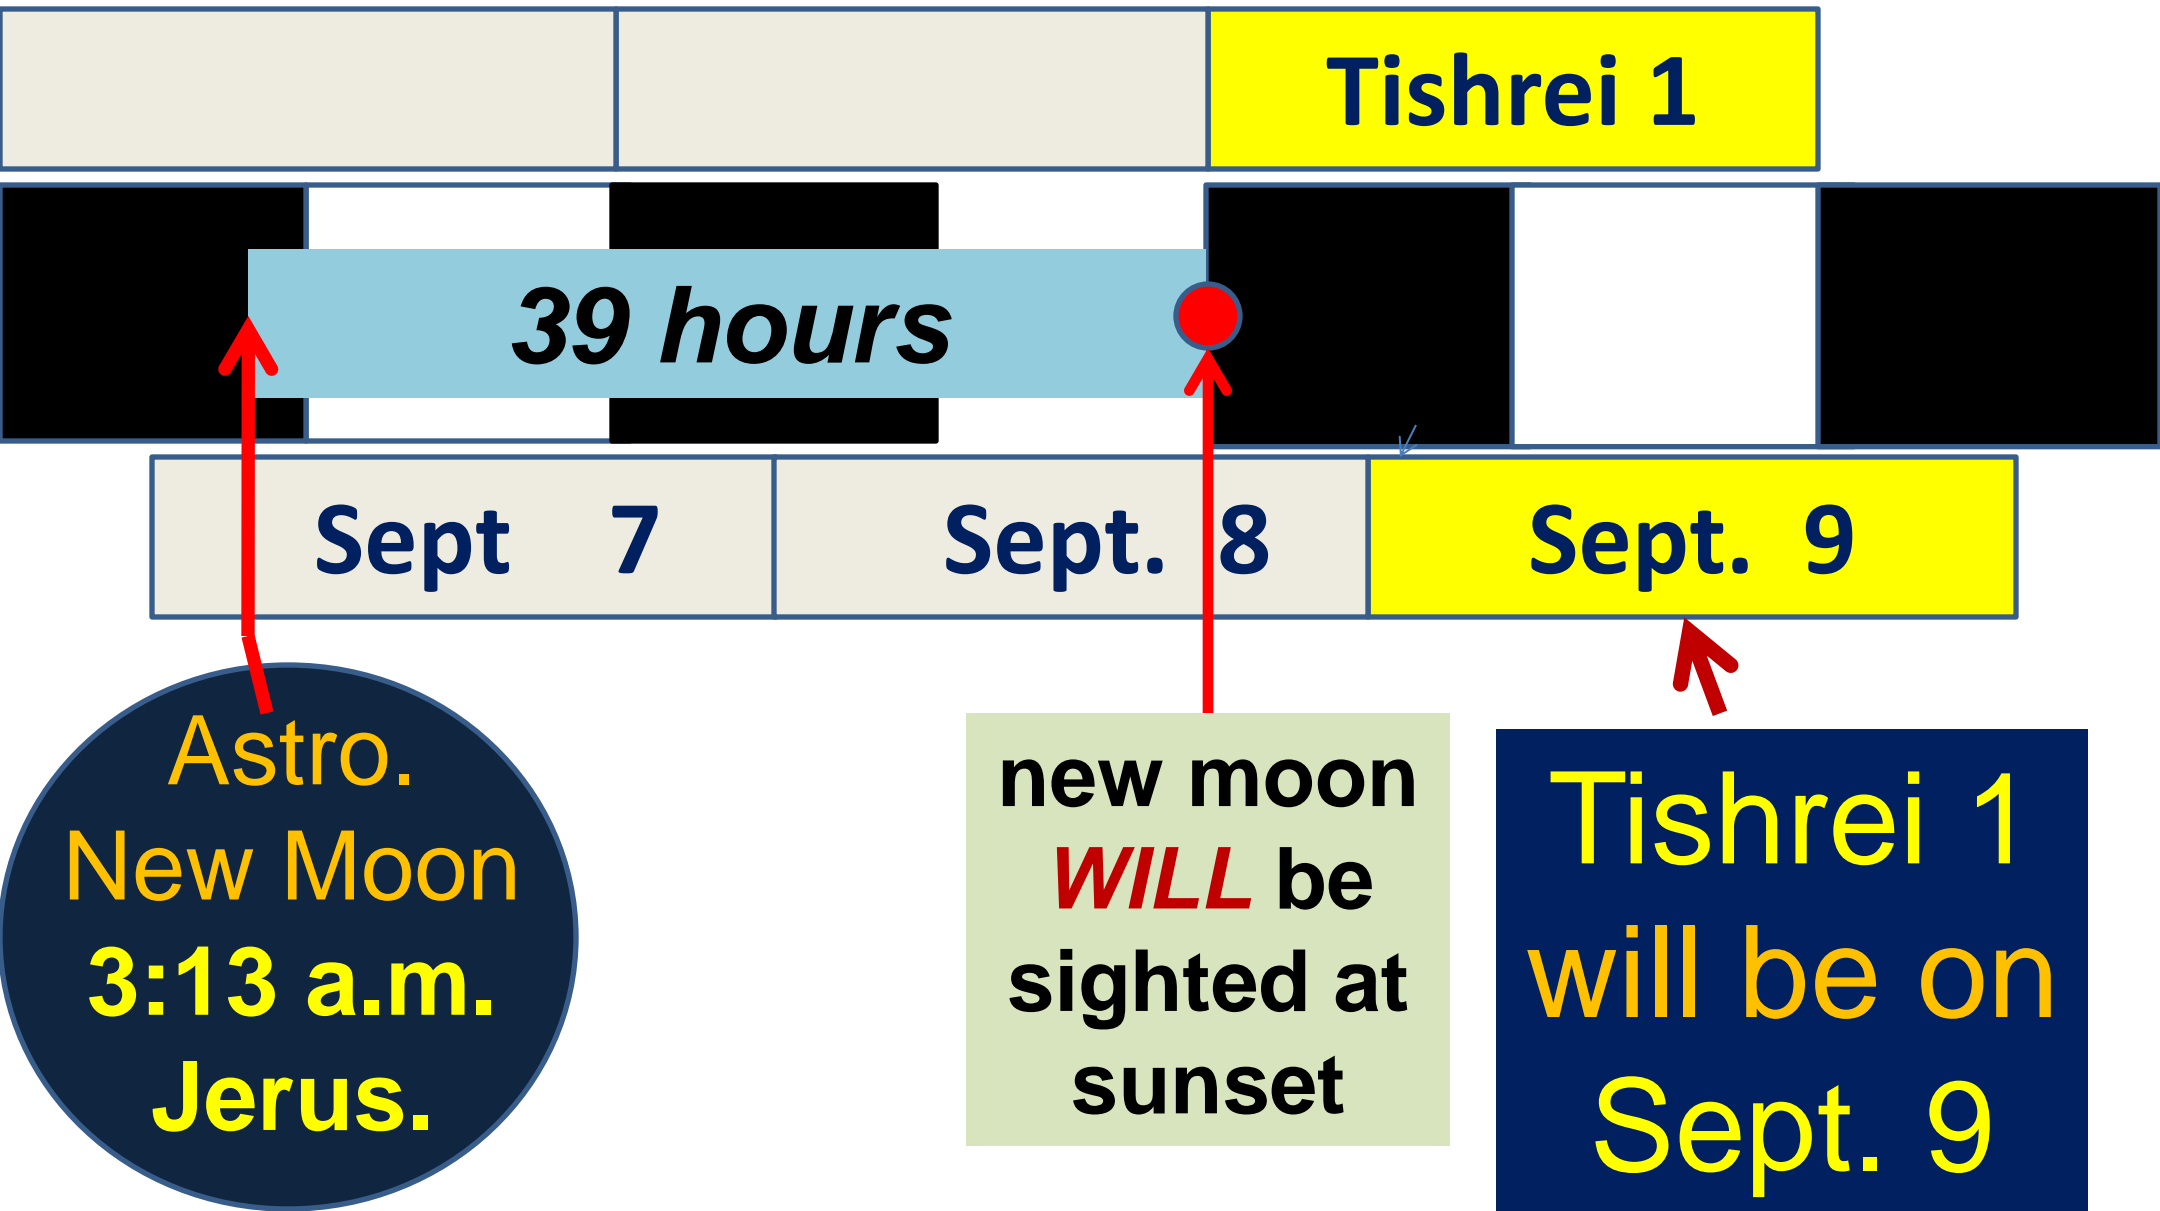 Tishrei 1
39 hours
Sept 7
Sept. 8
Sept. 9
Astro.
New Moon
3:13 a.m.
Jerus.
new moon
WILL be
sighted at
sunset
Tishrei 1
will be on
Sept. 9